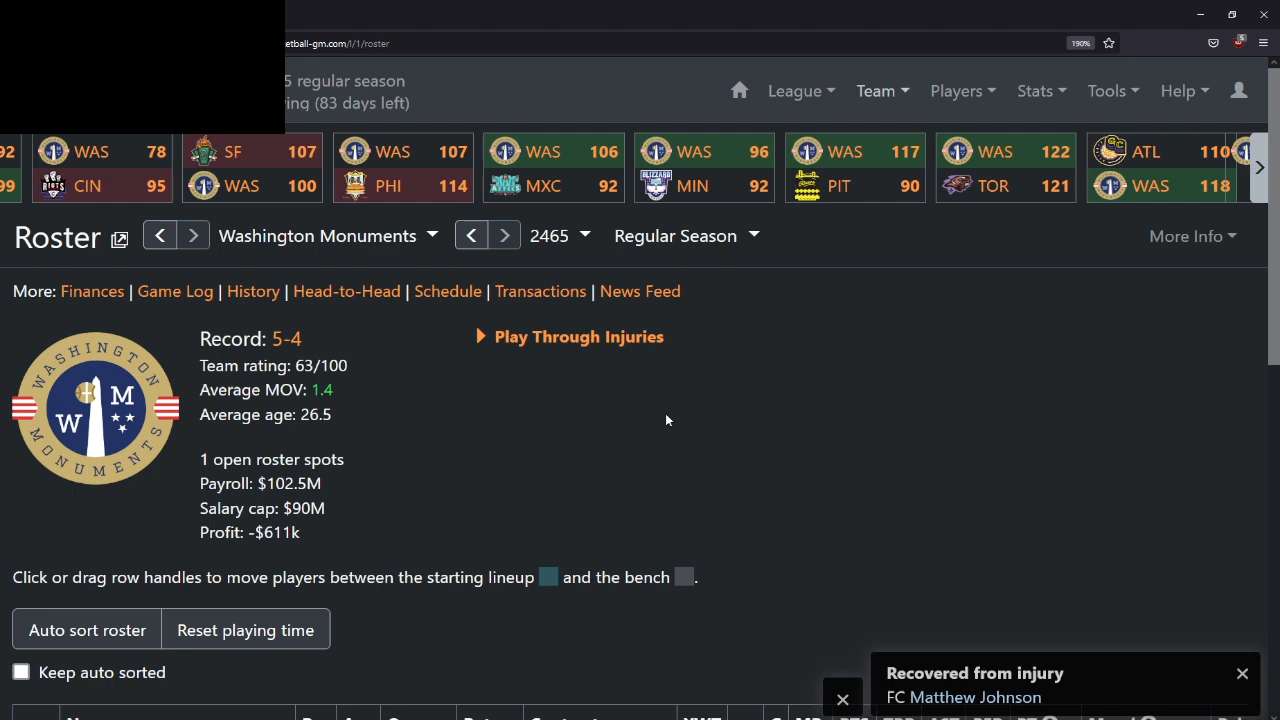 etball-gm.com/l/1/roster
190%
5
5 regular season
ing (83 days left)
League
Team
Players
Stats
Tools
Help
92
99
WAS 78
CIN 95
SF 107
WAS 100
WAS 107
PHI 114
WAS 106
MXC 92
WAS 96
MIN 92
WAS 117
PIT 90
WAS 122
TOR 121
ATL 110
WAS 118
Roster
Washington Monuments
2465
Regular Season
More Info
More: Finances | Game Log | History | Head-to-Head | Schedule | Transactions | News Feed
WASHINGTON
W M
MONUMENTS
Record: 5-4
Team rating: 63/100
Average MOV: 1.4
Average age: 26.5
1 open roster spots
Payroll: $102.5M
Salary cap: $90M
Profit: -$611k
Play Through Injuries
Click or drag row handles to move players between the starting lineup and the bench .
Auto sort roster
Reset playing time
Keep auto sorted
Recovered from injury
FC Matthew Johnson